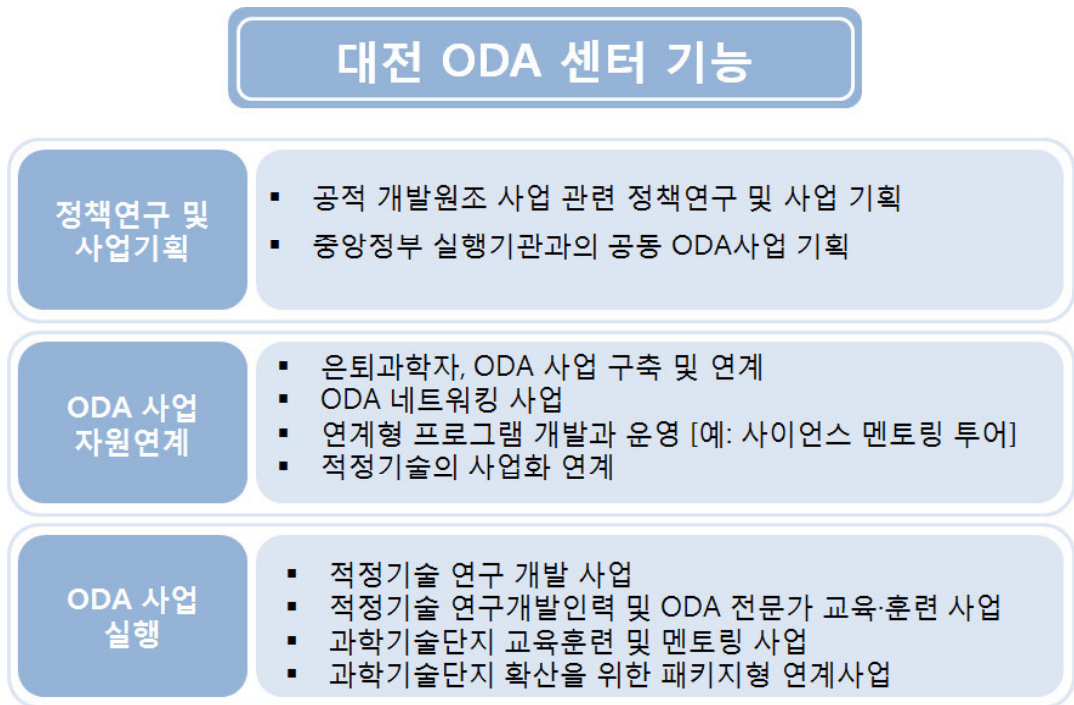 대전 ODA 센터 기능
정책연구 및
사업기획
▪ 공적 개발원조 사업 관련 정책연구 및 사업 기획
▪ 중앙정부 실행기관과의 공동 ODA사업 기획
ODA 사업
자원연계
▪ 은퇴과학자, ODA 사업 구축 및 연계
▪ ODA 네트워킹 사업
▪ 연계형 프로그램 개발과 운영 [예: 사이언스 멘토링 투어]
▪ 적정기술의 사업화 연계
ODA 사업
실행
▪ 적정기술 연구 개발 사업
▪ 적정기술 연구개발인력 및 ODA 전문가 교육·훈련 사업
▪ 과학기술단지 교육훈련 및 멘토링 사업
▪ 과학기술단지 확산을 위한 패키지형 연계사업